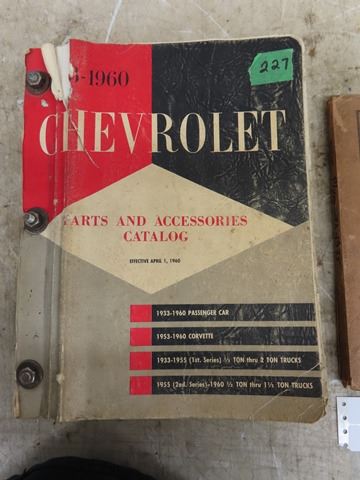 3-1960
227
CHEVROLET
PARTS AND ACCESSORIES
CATALOG
EFFECTIVE APRIL 1, 1960
1933-1960 PASSENGER CAR
1953-1960 CORVETTE
1933-1955 (1st. Series) ½ TON thru 2 TON TRUCKS
1955 (2nd. Series)-1960 ½ TON thru 1½ TON TRUCKS